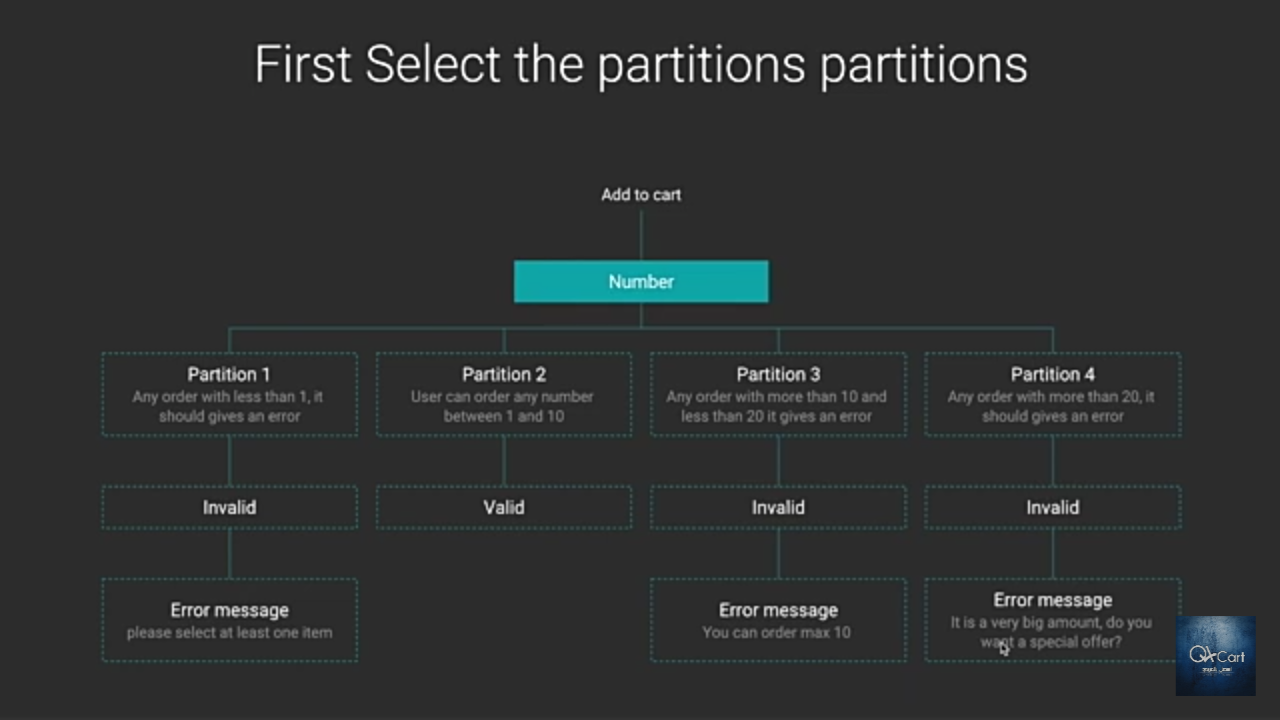 First Select the partitions partitions
Add to cart
Number
Partition 1
Any order with less than 1, it
should gives an error
Partition 2
User can order any number
between 1 and 10
Partition 3
Any order with more than 10 and
less than 20 it gives an error
Partition 4
Any order with more than 20, it
should gives an error
Invalid
Valid
Invalid
Invalid
Error message
please select at least one item
Error message
You can order max 10
Error message
It is a very big amount, do you
want a special offer?
QACart